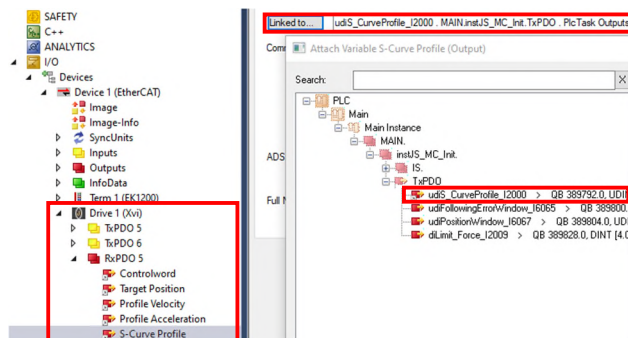 SAFETY
C++
ANALYTICS
I/O
Devices
Device 1 (EtherCAT)
Image
Image-Info
SyncUnits
Inputs
Outputs
InfoData
Term 1 (EK1200)
Drive 1 (Xvi)
TxPDO 5
TxPDO 6
RxPDO 5
Controlword
Target Position
Profile Velocity
Profile Acceleration
S-Curve Profile
Linked to... udiS_CurveProfile_I2000 . MAIN.instJS_MC_Init.TxPDO . PlcTask Outputs
Com
ADS
Full
Attach Variable S-Curve Profile (Output)
Search: X
PLC
Main
Main Instance
MAIN.
instJS_MC_Init.
IS.
TxPDO
udiS_CurveProfile_I2000 > QB 389792.0, UDI
udiFollowingErrorWindow_I6065 > QB 389800.
udiPositionWindow_I6067 > QB 389804.0, UD
diLimit_Force_I2009 > QB 389828.0, DINT [4.0